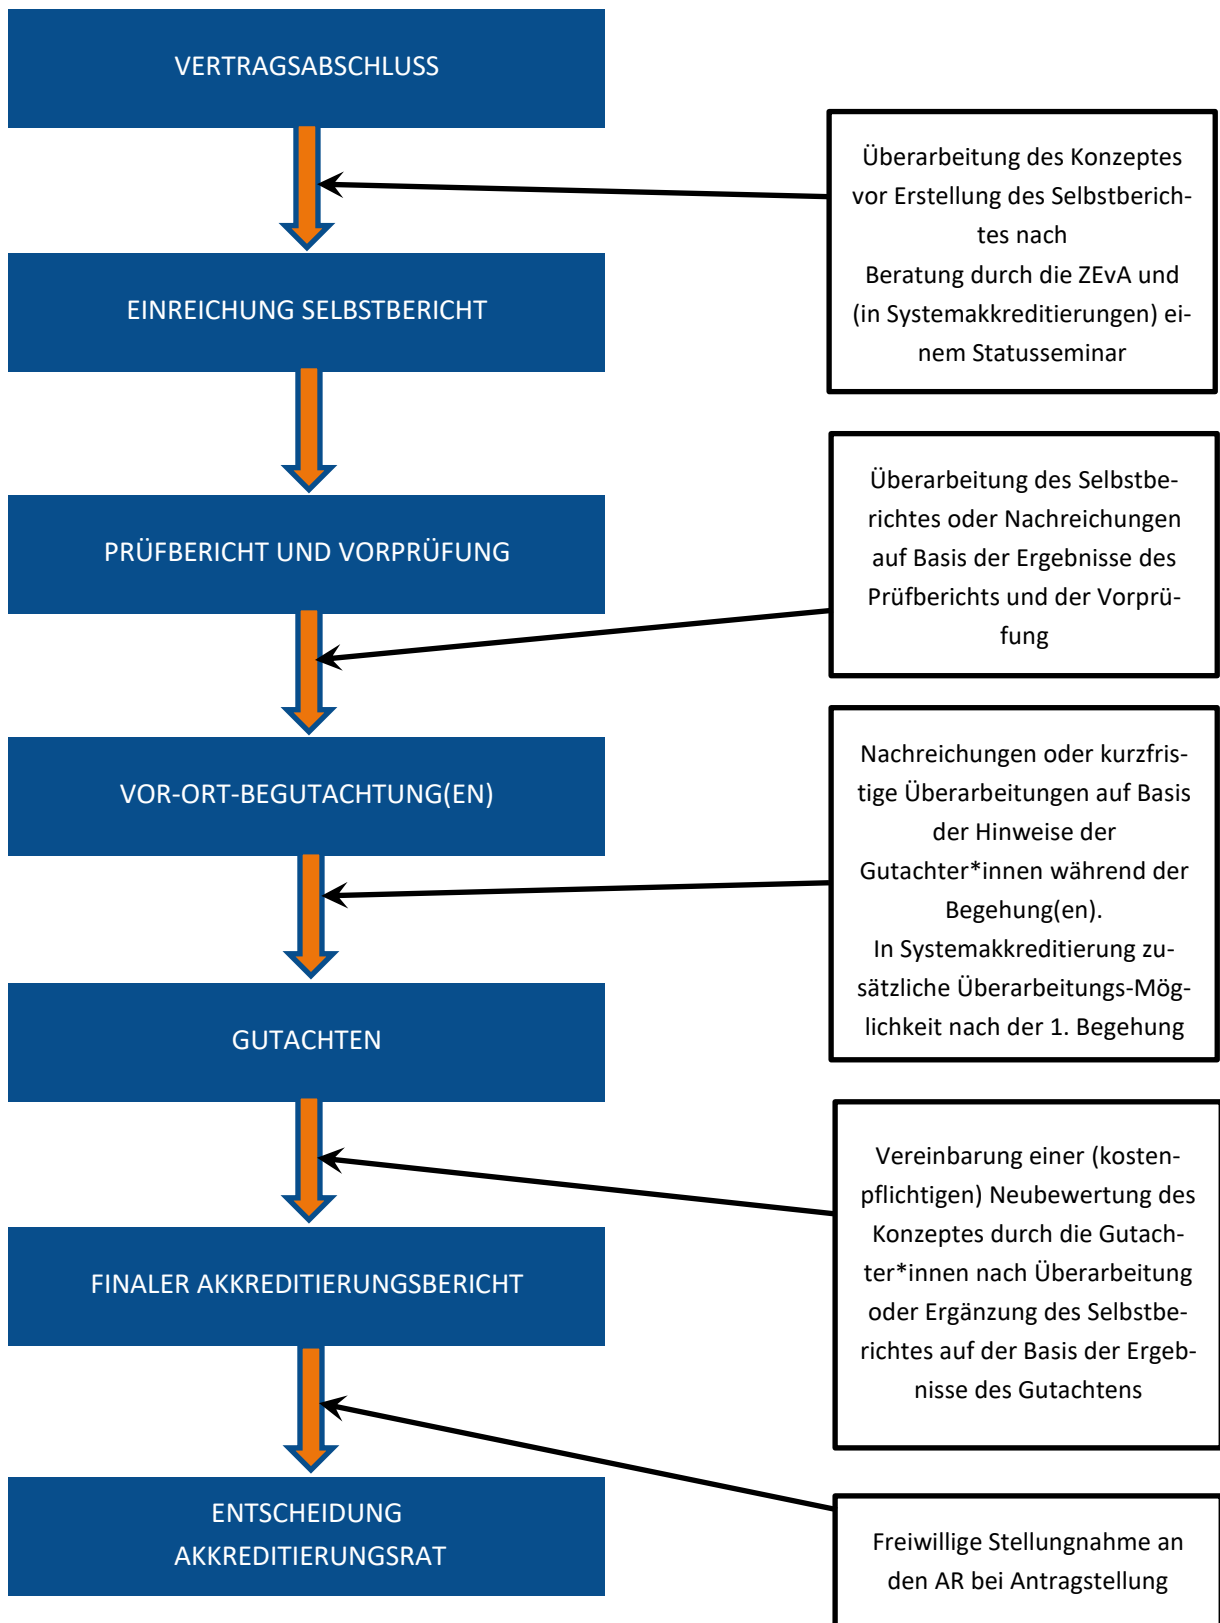 VERTRAGSABSCHLUSS
Überarbeitung des Konzeptes
vor Erstellung des Selbstberich-
tes nach
Beratung durch die ZEvA und
(in Systemakkreditierungen) ei-
nem Statusseminar
EINREICHUNG SELBSTBERICHT
PRÜFBERICHT UND VORPRÜFUNG
Überarbeitung des Selbstbe-
richtes oder Nachreichungen
auf Basis der Ergebnisse des
Prüfberichts und der Vorprü-
fung
VOR-ORT-BEGUTACHTUNG(EN)
Nachreichungen oder kurzfris-
tige Überarbeitungen auf Basis
der Hinweise der
Gutachter*innen während der
Begehung(en).
In Systemakkreditierung zu-
sätzliche Überarbeitungs-Mög-
lichkeit nach der 1. Begehung
GUTACHTEN
Vereinbarung einer (kosten-
pflichtigen) Neubewertung des
Konzeptes durch die Gutach-
ter*innen nach Überarbeitung
oder Ergänzung des Selbstbe-
richtes auf der Basis der Ergeb-
nisse des Gutachtens
FINALER AKKREDITIERUNGSBERICHT
ENTSCHEIDUNG
AKKREDITIERUNGSRAT
Freiwillige Stellungnahme an
den AR bei Antragstellung